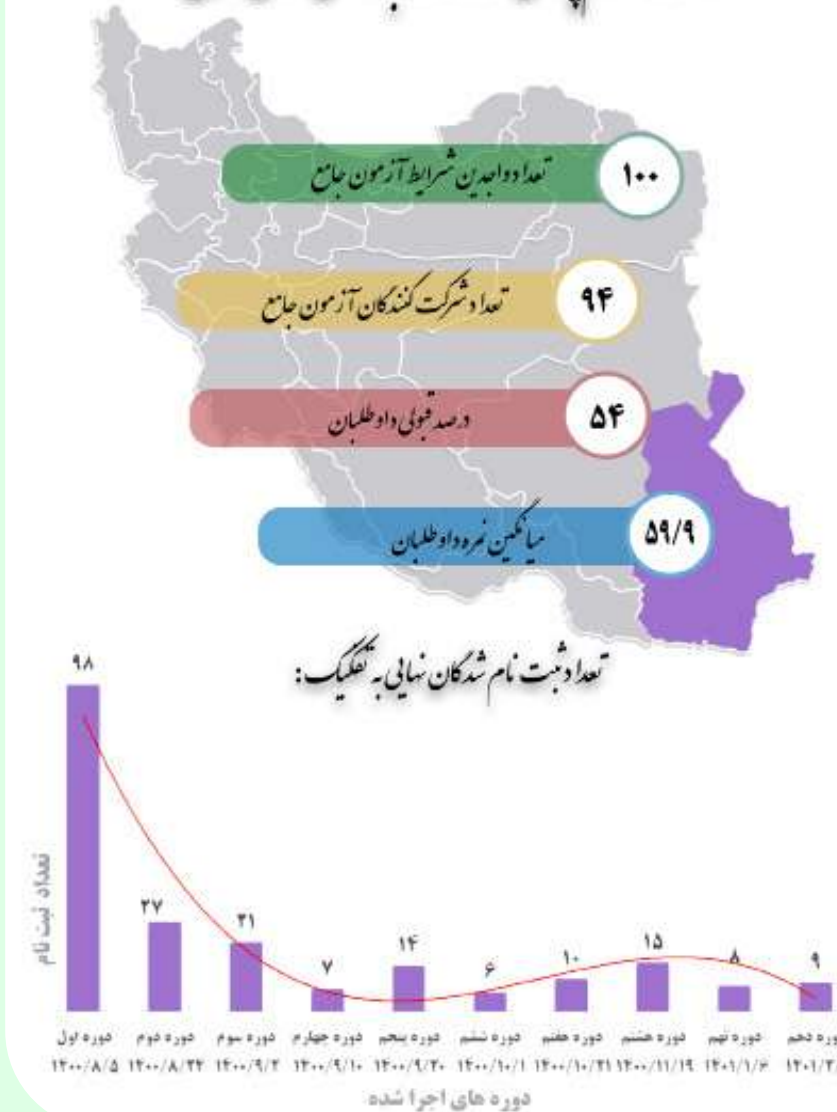 تعداد واجدین شرایط آزمون جامع ۱۰۰
تعداد شرکت کنندگان آزمون جامع ۹۴
درصد قبولی داوطلبان ۵۴
میانگین نمره داوطلبان ۵۹/۹
تعداد ثبت نام شدگان نهایی به تفکیک:
تعداد ثبت نام
۹۸ ۲۷ ۲۱ ۷ ۱۴ ۶ ۱۰ ۱۵ ۸ ۹
دوره اول دوره دوم دوره سوم دوره چهارم دوره پنجم دوره ششم دوره هفتم دوره هشتم دوره نهم دوره دهم
۱۴۰۰/۸/۵ ۱۴۰۰/۸/۲۴ ۱۴۰۰/۹/۲ ۱۴۰۰/۹/۱۰ ۱۴۰۰/۹/۲۰ ۱۴۰۰/۱۰/۱ ۱۴۰۰/۱۰/۲۱ ۱۴۰۰/۱۱/۱۹ ۱۴۰۱/۱/۶
دوره های اجرا شده